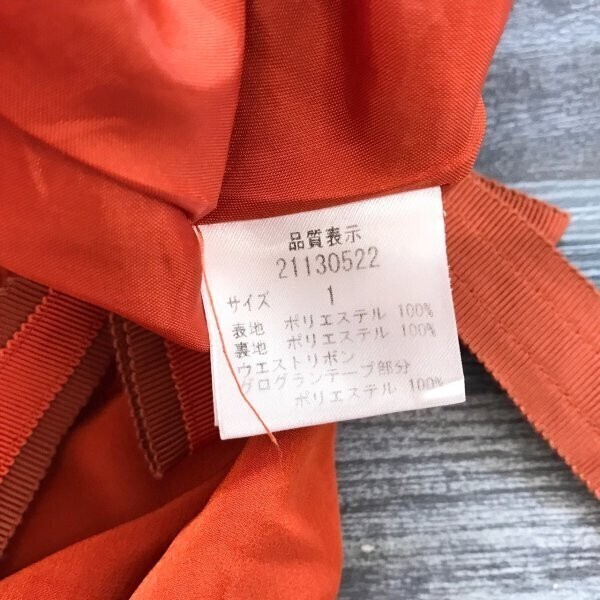 品質表示
21130522
サイズ 1
表地 ポリエステル 100%
裏地 ポリエステル 100%
ウエストリボン
グログランテープ部分
ポリエステル 100%